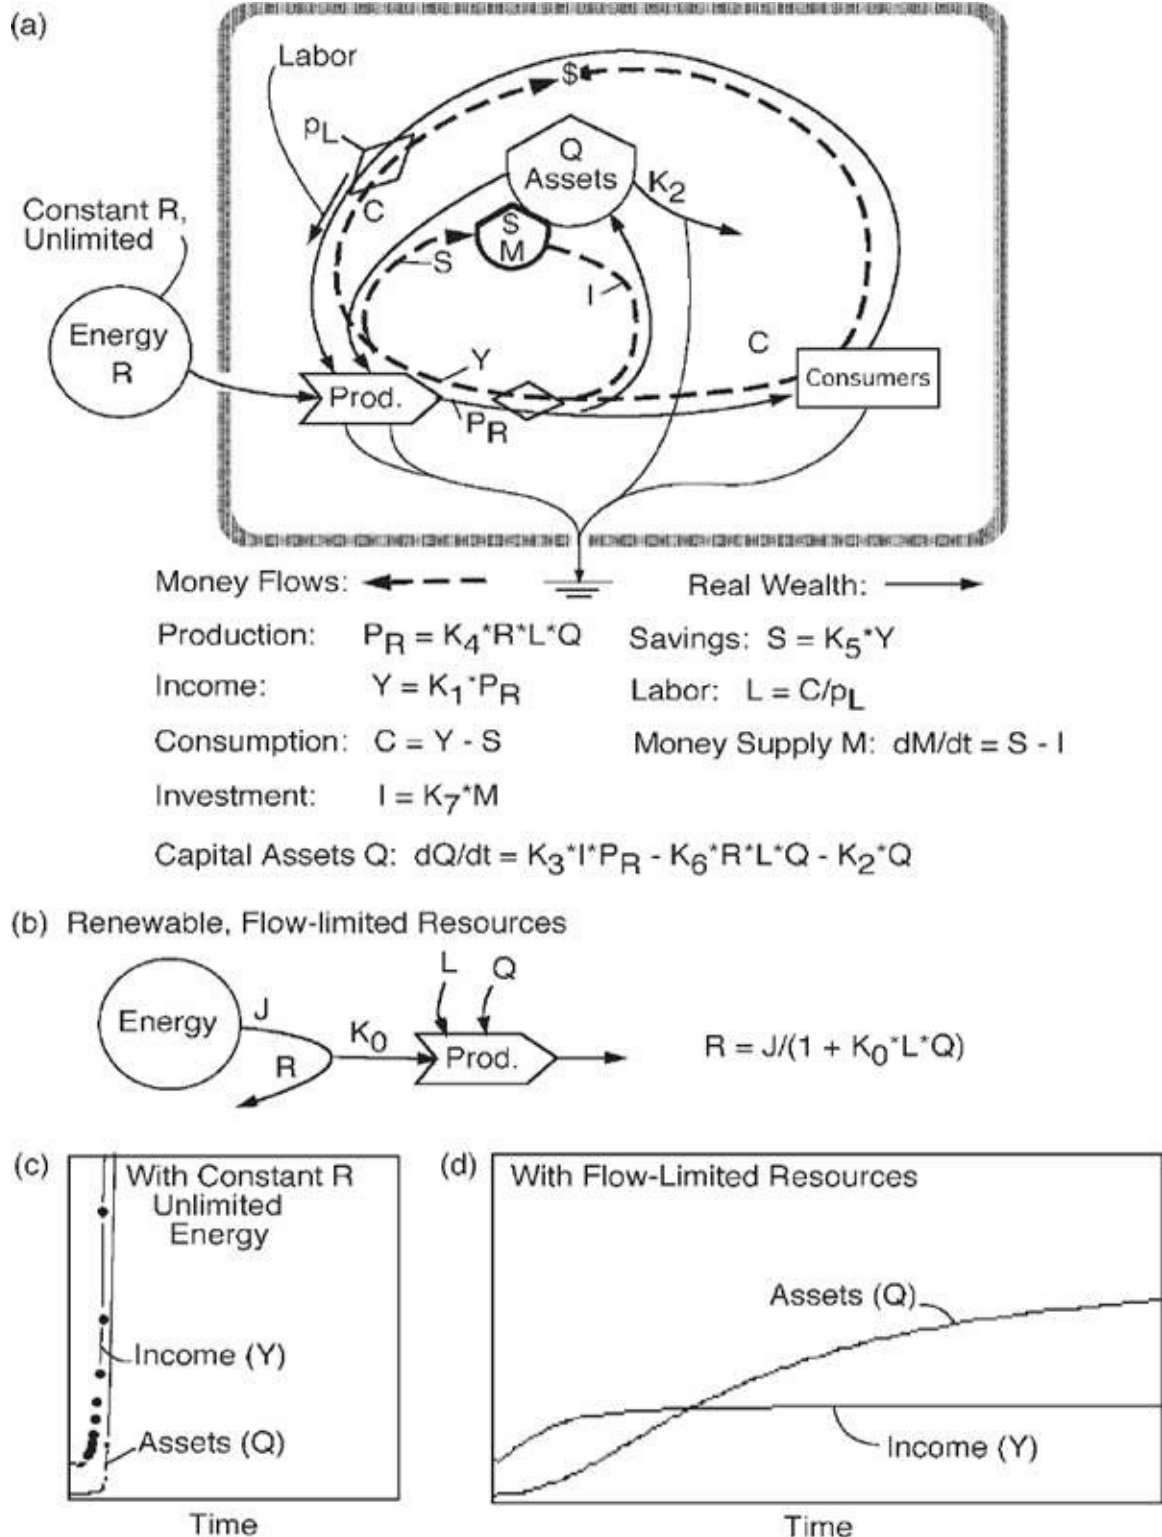 (a)
Labor
$
pL
Q
Assets
K2
Constant R,
Unlimited
C
S
M
S
I
Energy
R
Y
C
Consumers
Prod.
PR
Money Flows:
Real Wealth:
Production: PR = K4*R*L*Q
Savings: S = K5*Y
Income: Y = K1*PR
Labor: L = C/pL
Consumption: C = Y - S
Money Supply M: dM/dt = S - I
Investment: I = K7*M
Capital Assets Q: dQ/dt = K3*I*PR - K6*R*L*Q - K2*Q
(b) Renewable, Flow-limited Resources
L
Q
Energy
J
K0
R
Prod.
R = J/(1 + K0*L*Q)
(c)
With Constant R
Unlimited
Energy
Income (Y)
Assets (Q)
Time
(d)
With Flow-Limited Resources
Assets (Q)
Income (Y)
Time